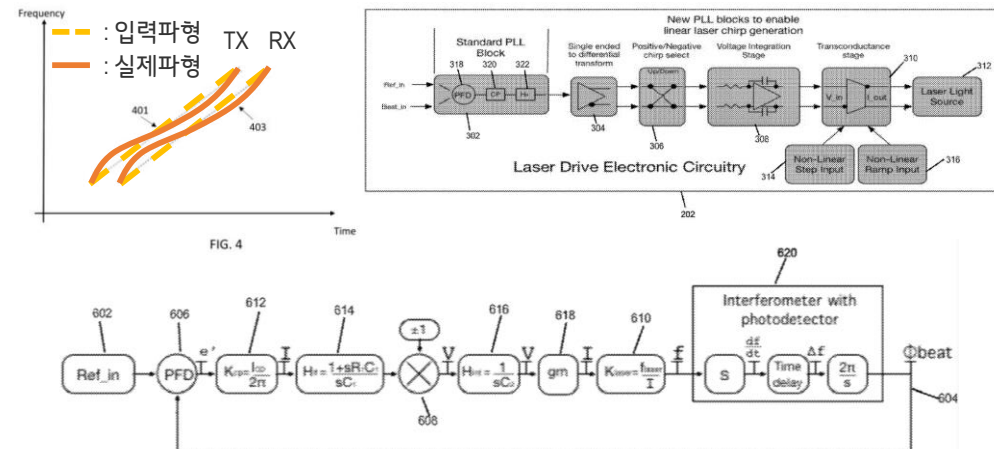 Frequency
: 입력파형
: 실제파형
TX RX
401
403
Time
FIG. 4
New PLL blocks to enable
linear laser chirp generation
Standard PLL
Block
Single ended
to differential
transform
Positive/Negative
chirp select
Voltage Integration
Stage
Transconductance
stage
318
320
322
310
312
Ref_in
Beat_in
PFD
CP
Up/Down
V_in
I_out
Laser Light
Source
302
304
306
308
Laser Drive Electronic Circuitry
314
Non-Linear
Step Input
Non-Linear
Ramp Input
316
202
620
Interferometer with
photodetector
602
606
612
614
±1
616
618
610
Ref_in
PFD
e'
I
V
V
I
f
gm
S
df/dt
Time
delay
Δf
2π/s
Φbeat
608
604